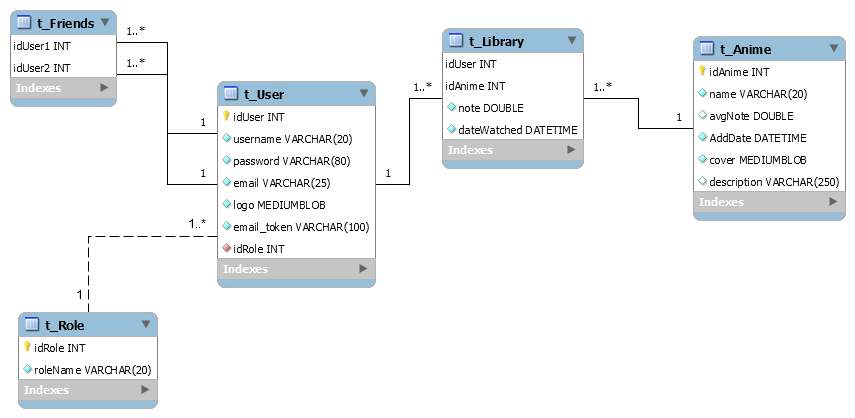 t_Friends
idUser1 INT
idUser2 INT
Indexes
1..*
1..*
t_User
idUser INT
username VARCHAR(20)
password VARCHAR(80)
email VARCHAR(25)
logo MEDIUMBLOB
email_token VARCHAR(100)
idRole INT
Indexes
1
1
1
1..*
1
t_Role
idRole INT
roleName VARCHAR(20)
Indexes
t_Library
idUser INT
idAnime INT
note DOUBLE
dateWatched DATETIME
Indexes
1..*
1..*
1
t_Anime
idAnime INT
name VARCHAR(20)
avgNote DOUBLE
AddDate DATETIME
cover MEDIUMBLOB
description VARCHAR(250)
Indexes